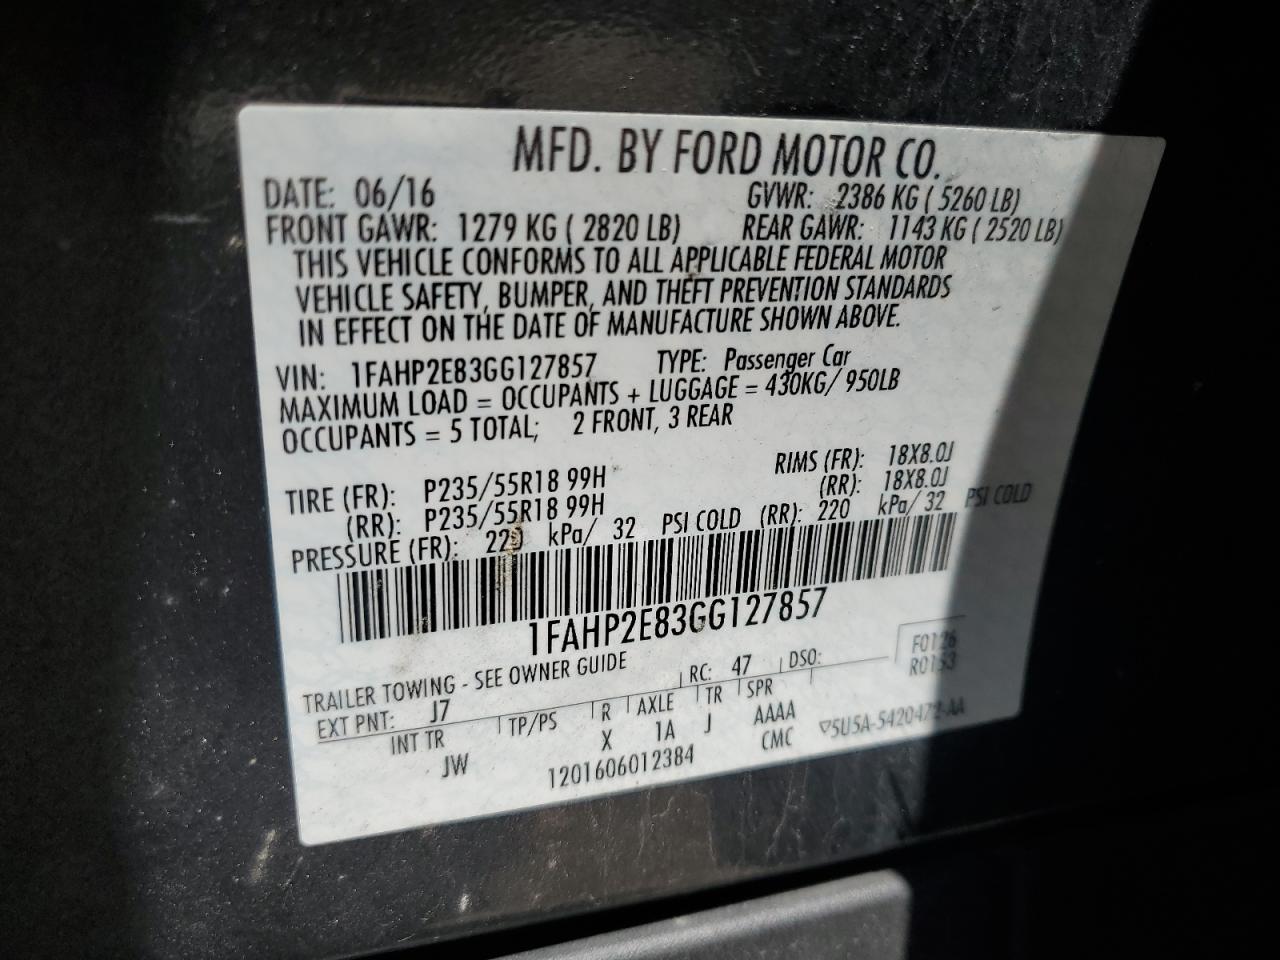 MFD. BY FORD MOTOR CO.
DATE: 06/16 GVWR: 2386 KG ( 5260 LB)
FRONT GAWR: 1279 KG ( 2820 LB) REAR GAWR: 1143 KG ( 2520 LB)
THIS VEHICLE CONFORMS TO ALL APPLICABLE FEDERAL MOTOR
VEHICLE SAFETY, BUMPER, AND THEFT PREVENTION STANDARDS
IN EFFECT ON THE DATE OF MANUFACTURE SHOWN ABOVE.
VIN: 1FAHP2E83GG127857 TYPE: Passenger Car
MAXIMUM LOAD = OCCUPANTS + LUGGAGE = 430KG/ 950LB
OCCUPANTS = 5 TOTAL; 2 FRONT, 3 REAR
TIRE (FR): P235/55R18 99H RIMS (FR): 18X8.0J
(RR): P235/55R18 99H (RR): 18X8.0J
PRESSURE (FR): 220 kPa/ 32 PSI COLD (RR): 220 kPa/ 32 PSI COLD
1FAHP2E83GG127857
TRAILER TOWING - SEE OWNER GUIDE RC: 47 DSO: F0126
R0153
EXT PNT: J7 TP/PS R AXLE TR SPR
INT TR X 1A J AAAA
JW 1201606012384 CMC ▽5U5A-5420472-AA